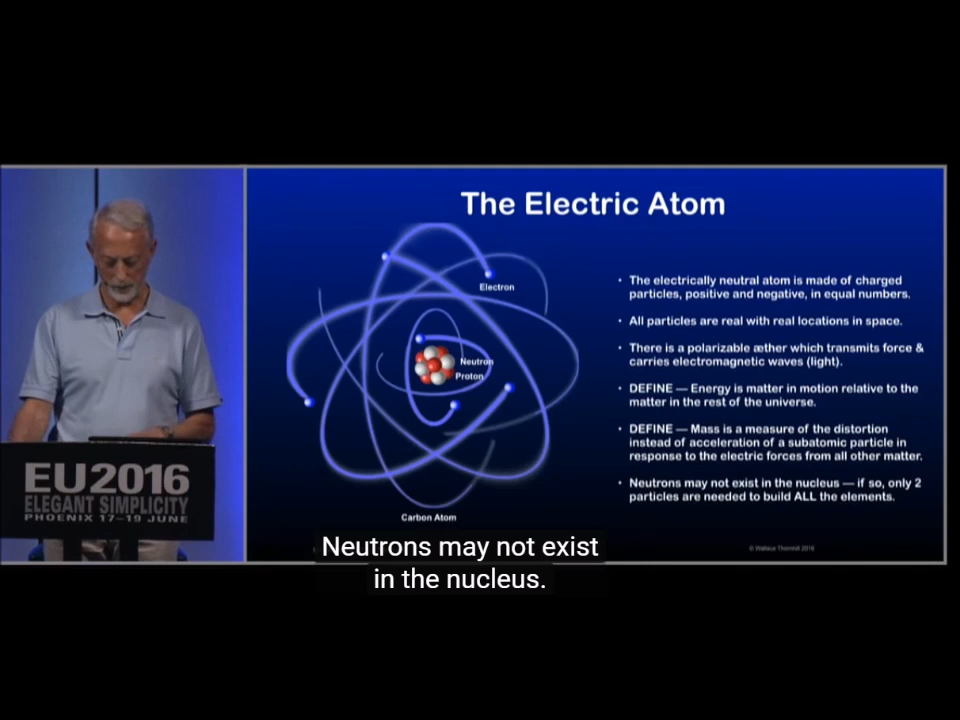 The Electric Atom
Electron
Neutron
Proton
Carbon Atom
• The electrically neutral atom is made of charged
particles, positive and negative, in equal numbers.
• All particles are real with real locations in space.
• There is a polarizable æther which transmits force &
carries electromagnetic waves (light).
• DEFINE — Energy is matter in motion relative to the
matter in the rest of the universe.
• DEFINE — Mass is a measure of the distortion
instead of acceleration of a subatomic particle in
response to the electric forces from all other matter.
• Neutrons may not exist in the nucleus — if so, only 2
particles are needed to build ALL the elements.
© Wallace Thornhill 2016
EU2016
ELEGANT SIMPLICITY
PHOENIX 17–19 JUNE
Neutrons may not exist
in the nucleus.